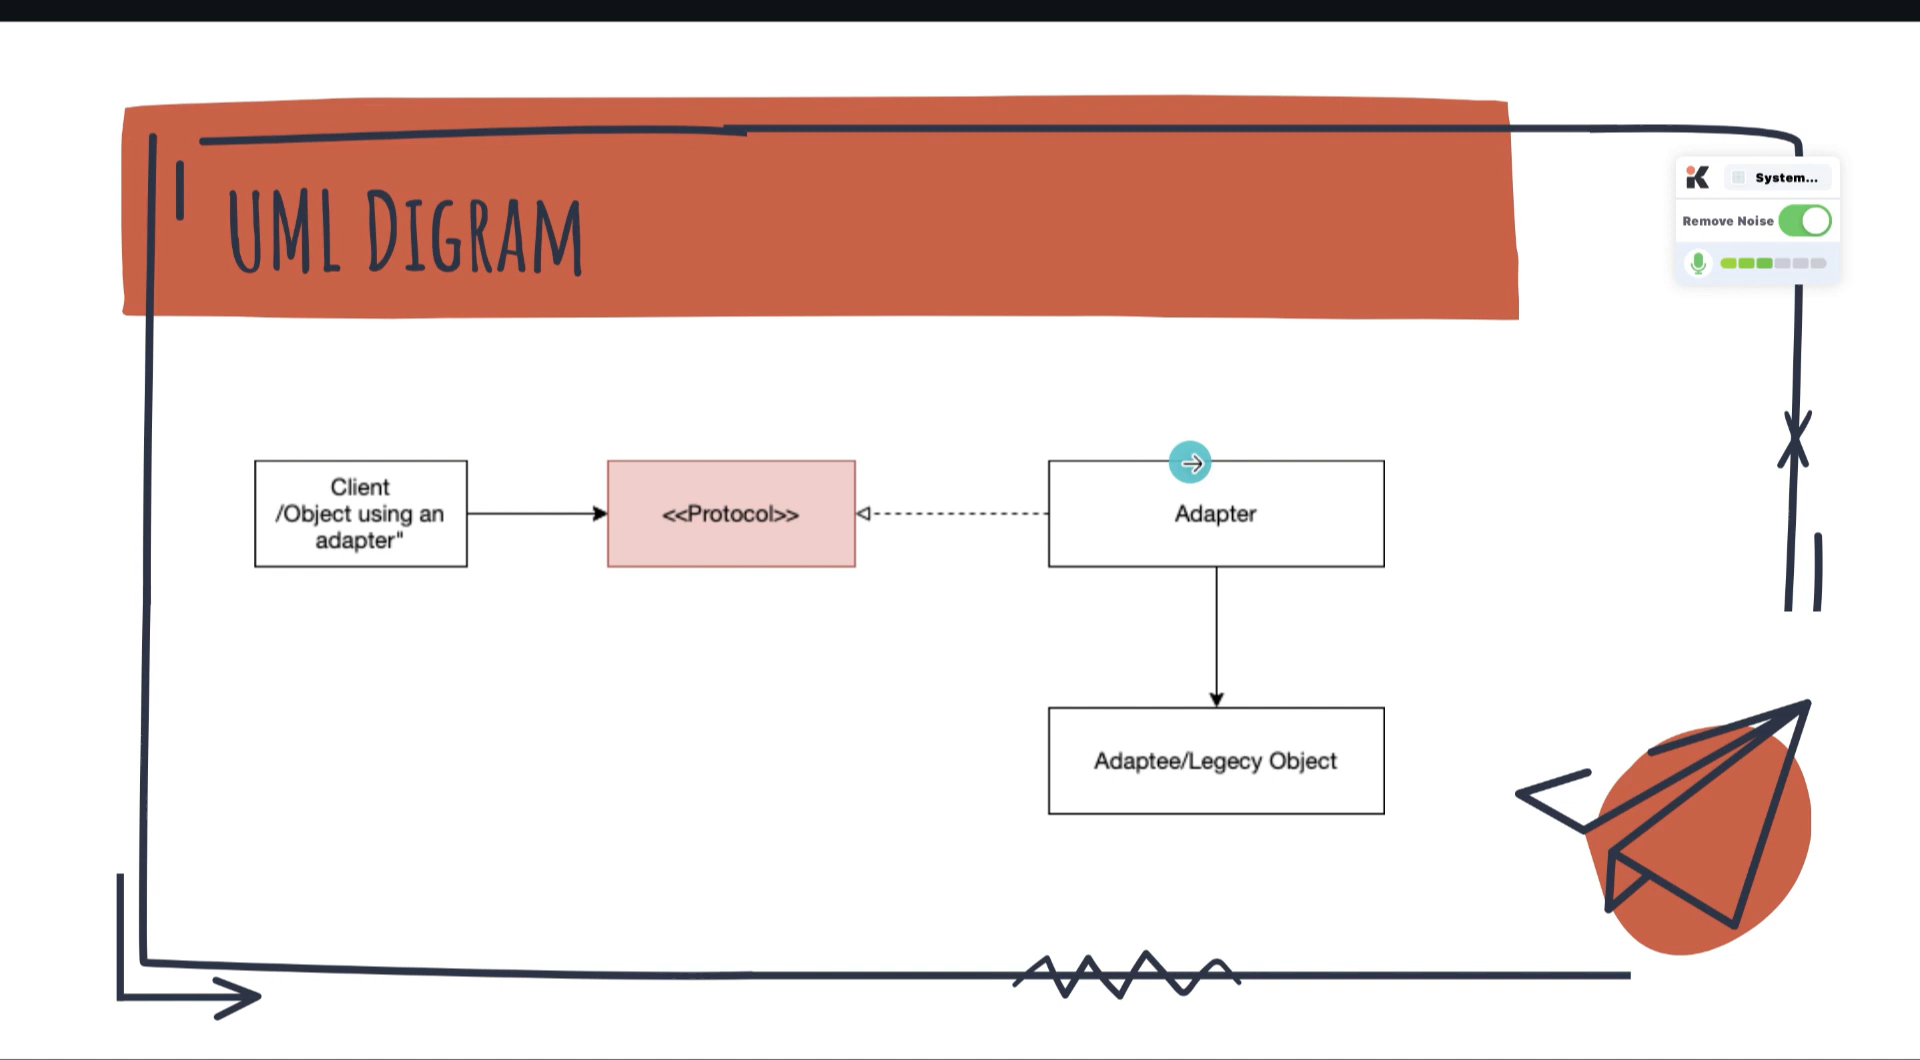 UML DIGRAM
System...
Remove Noise
Client
/Object using an
adapter"
<<Protocol>>
Adapter
Adaptee/Legecy Object